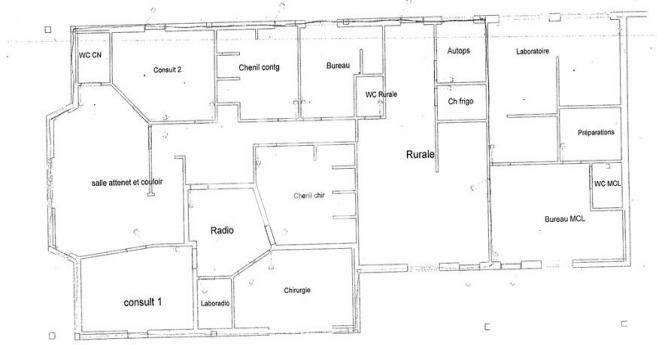 WC CN
Consult 2
Chenil contg
Bureau
WC Rurale
Autops
Ch frigo
Laboratoire
Préparations
Rurale
salle attenet et couloir
Chenil chir
WC MCL
Bureau MCL
Radio
consult 1
Laboradio
Chirurgie